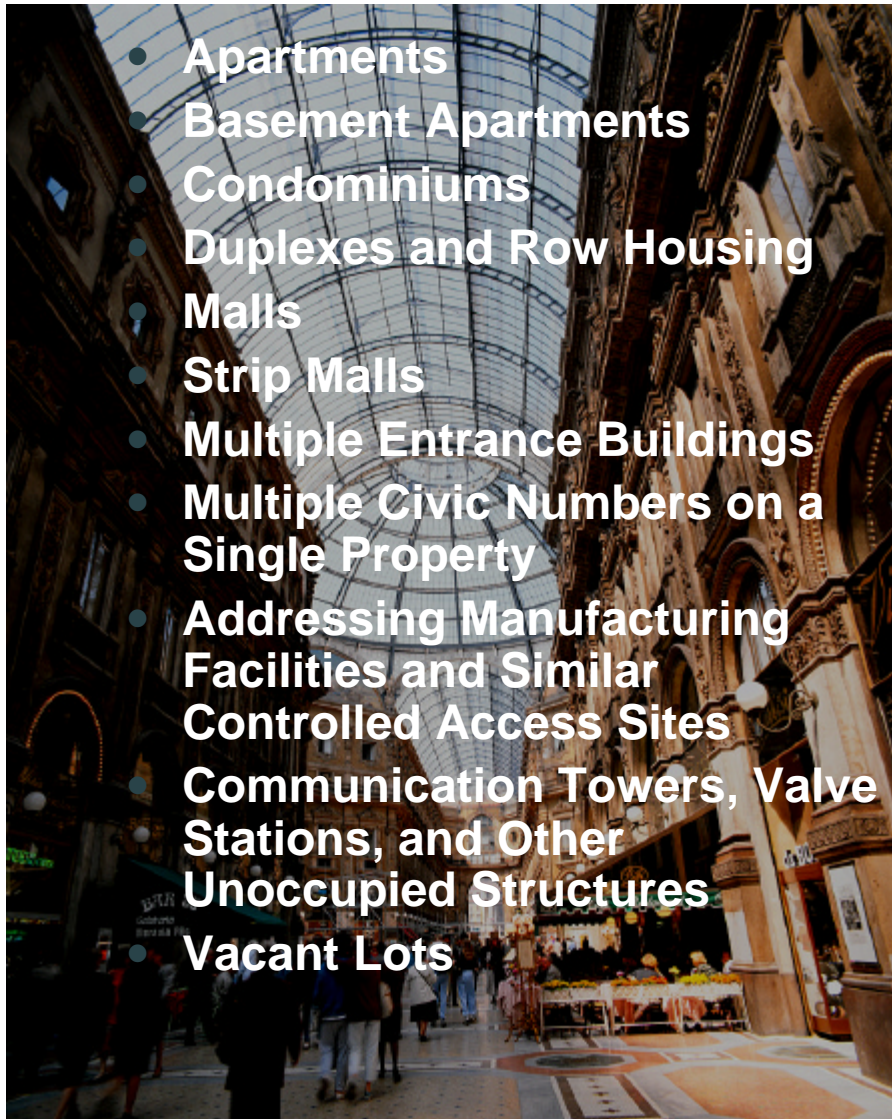 • Apartments
• Basement Apartments
• Condominiums
• Duplexes and Row Housing
• Malls
• Strip Malls
• Multiple Entrance Buildings
• Multiple Civic Numbers on a
Single Property
• Addressing Manufacturing
Facilities and Similar
Controlled Access Sites
• Communication Towers, Valve
Stations, and Other
Unoccupied Structures
BAR
• Vacant Lots